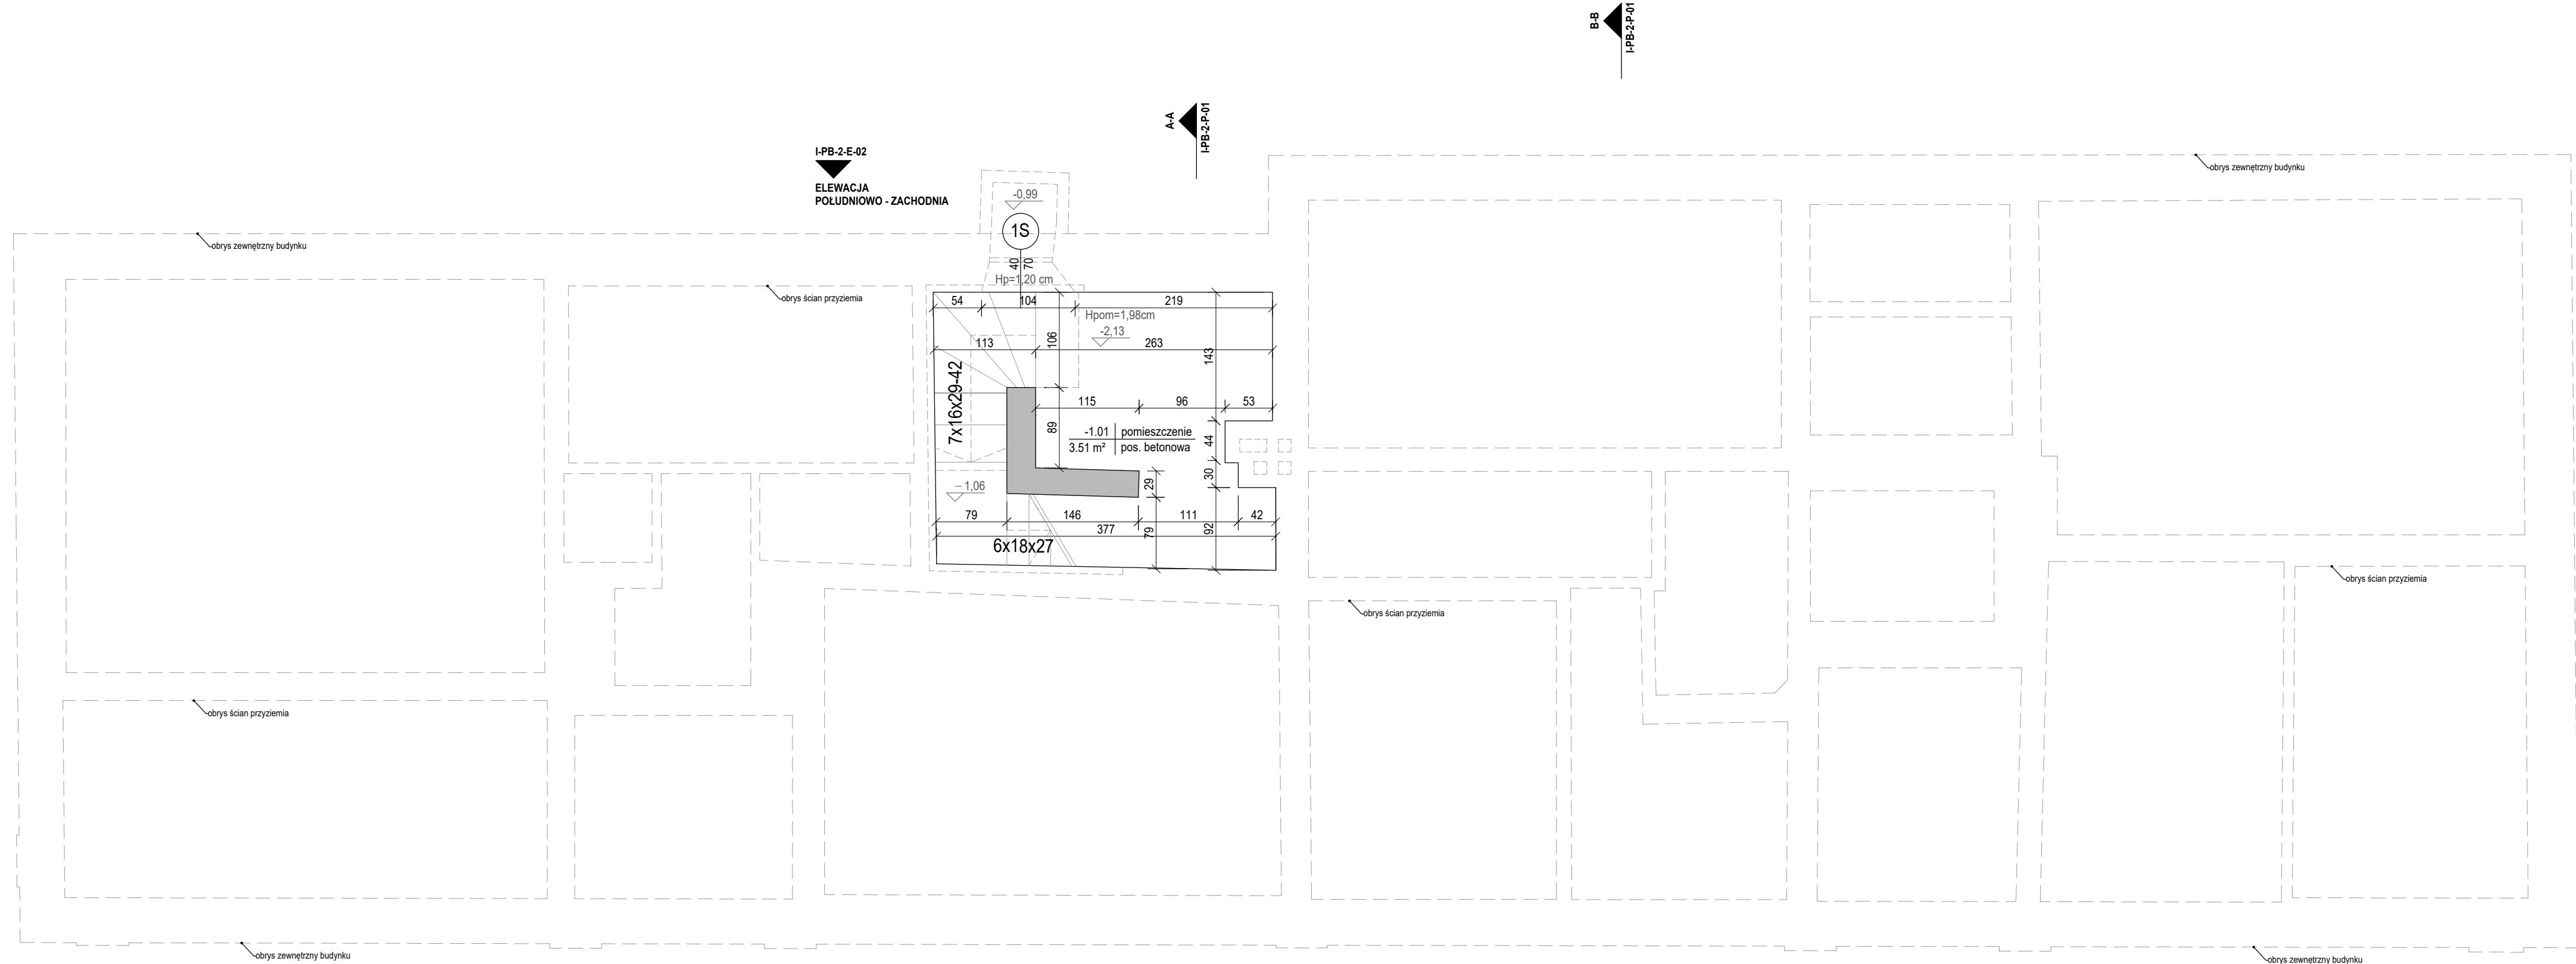 B-B
I-PB-2-P-01
A-A
I-PB-2-P-01
I-PB-2-E-02
ELEWACJA
POŁUDNIOWO - ZACHODNIA
obrys zewnętrzny budynku
obrys zewnętrzny budynku
-0,99
1S
40
70
Hp=1,20 cm
obrys ścian przyziemia
54
104
219
Hpom=1,98cm
-2,13
106
113
263
143
7x16x29-42
115
96
53
89
-1.01
pomieszczenie
3.51 m²
pos. betonowa
44
30
29
-1,06
79
146
111
42
377
79
92
6x18x27
obrys ścian przyziemia
obrys ścian przyziemia
obrys ścian przyziemia
obrys zewnętrzny budynku
obrys zewnętrzny budynku